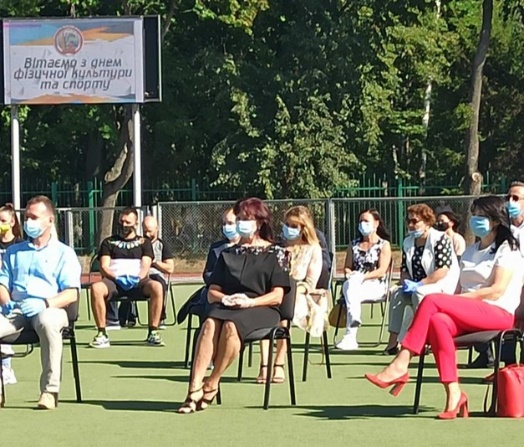 Вітаємо з днем
фізичної культури
та спорту